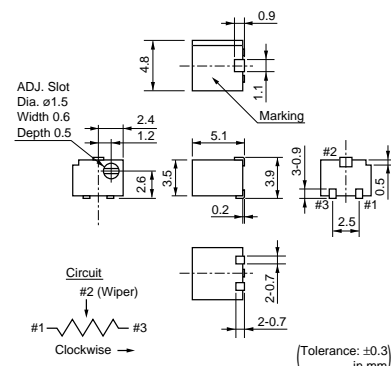 0.9
4.8
1.1
Marking
ADJ. Slot
Dia. ø1.5
Width 0.6
Depth 0.5
2.4
1.2
5.1
2.6
3.5
3.9
0.2
3-0.9
#2
0.5
#3
#1
2.5
2-0.7
2-0.7
Circuit
#2 (Wiper)
#1
#3
Clockwise →
(Tolerance: ±0.3
in mm